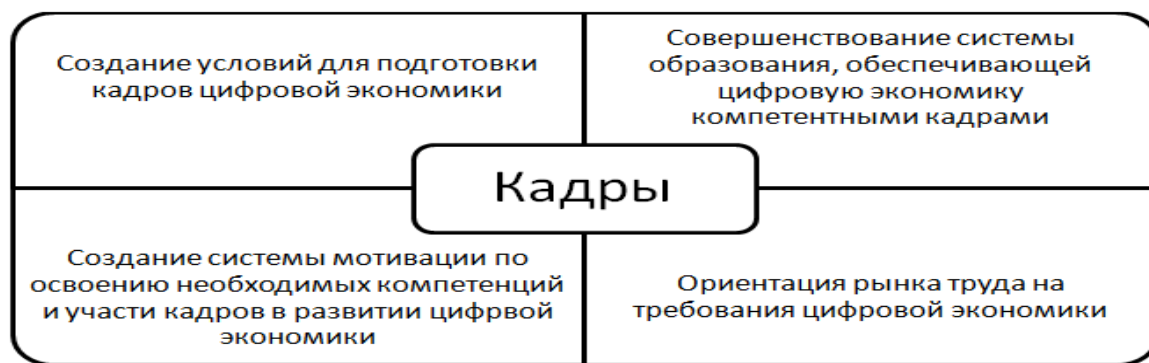 Создание условий для подготовки
кадров цифровой экономики
Совершенствование системы
образования, обеспечивающей
цифровую экономику
компетентными кадрами
Кадры
Создание системы мотивации по
освоению необходимых компетенций
и участи кадров в развитии цифрвой
экономики
Ориентация рынка труда на
требования цифровой экономики